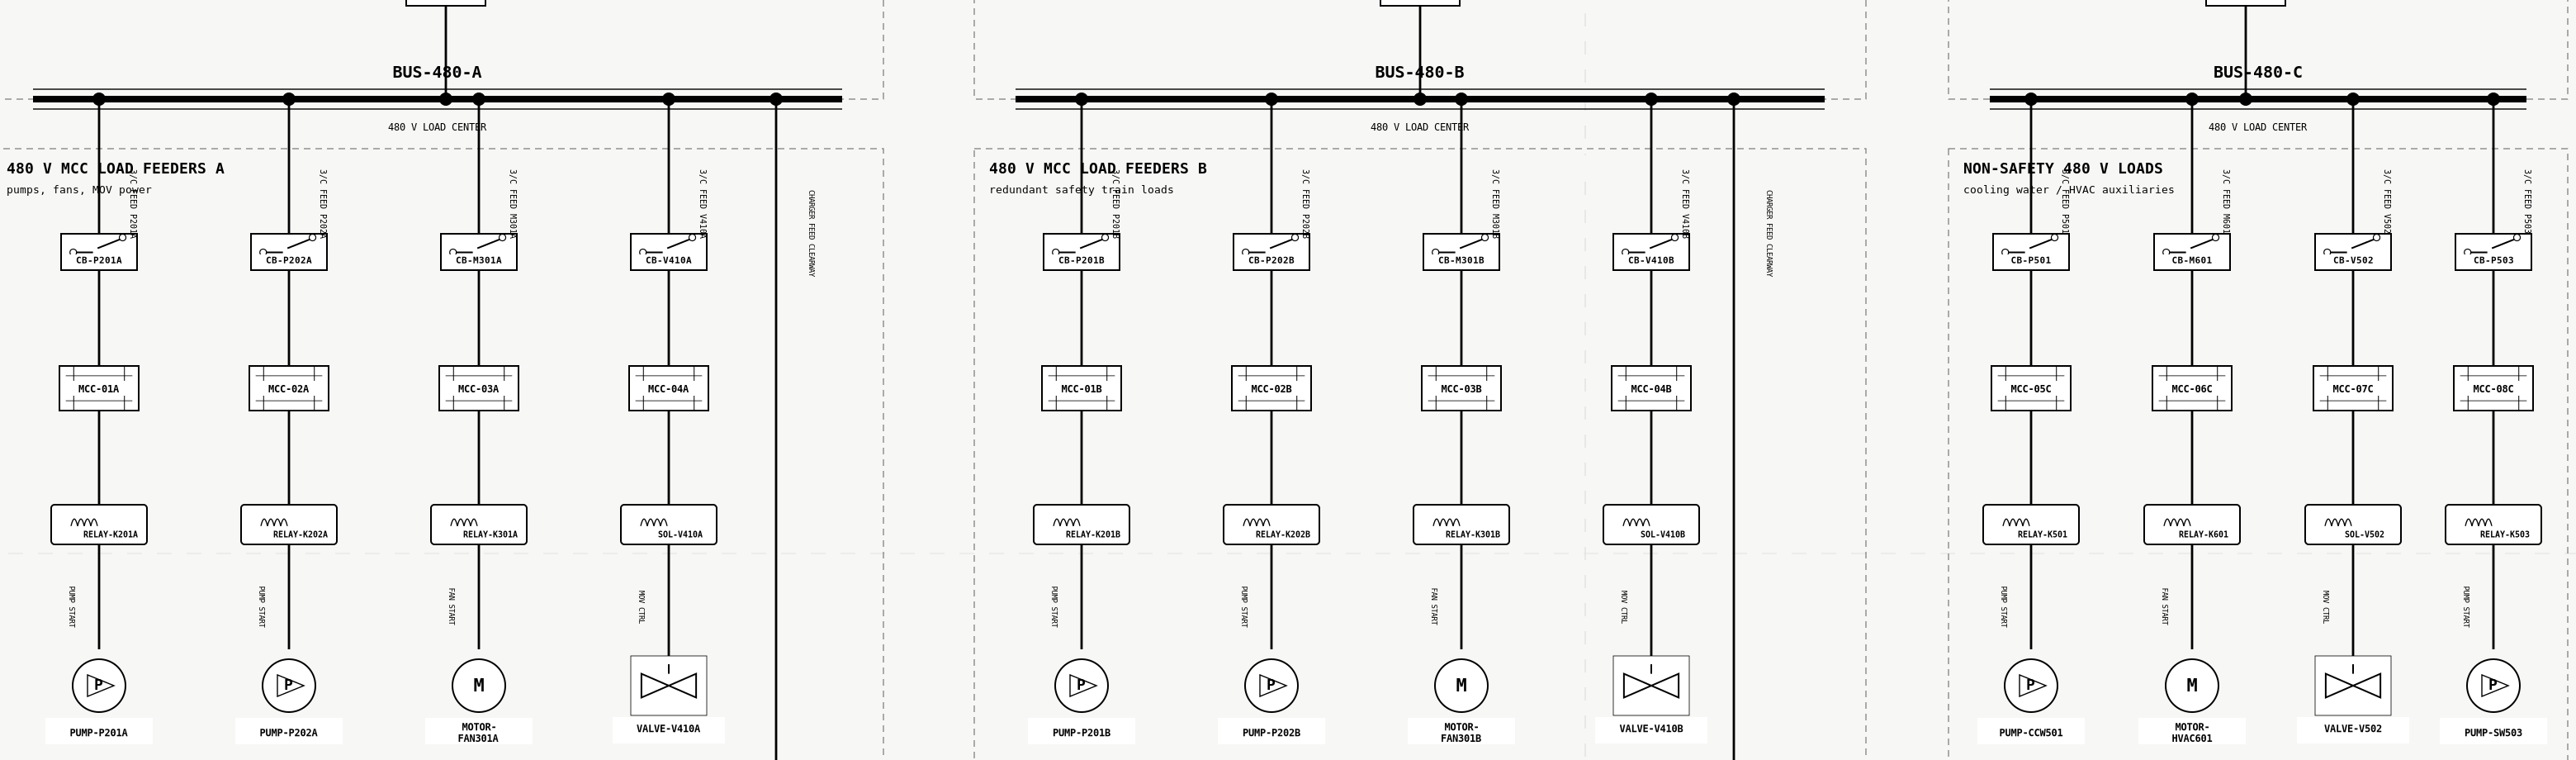 BUS-480-A
BUS-480-B
BUS-480-C
480 V LOAD CENTER
480 V LOAD CENTER
480 V LOAD CENTER
480 V MCC LOAD FEEDERS A
pumps, fans, MOV power
480 V MCC LOAD FEEDERS B
redundant safety train loads
NON-SAFETY 480 V LOADS
cooling water / HVAC auxiliaries
3/C FEED P201A
3/C FEED P202A
3/C FEED M301A
3/C FEED V410A
CHARGER FEED CLEARWAY
3/C FEED P201B
3/C FEED P202B
3/C FEED M301B
3/C FEED V410B
CHARGER FEED CLEARWAY
3/C FEED P501
3/C FEED M601
3/C FEED V502
3/C FEED P503
CB-P201A
CB-P202A
CB-M301A
CB-V410A
CB-P201B
CB-P202B
CB-M301B
CB-V410B
CB-P501
CB-M601
CB-V502
CB-P503
MCC-01A
MCC-02A
MCC-03A
MCC-04A
MCC-01B
MCC-02B
MCC-03B
MCC-04B
MCC-05C
MCC-06C
MCC-07C
MCC-08C
RELAY-K201A
RELAY-K202A
RELAY-K301A
SOL-V410A
RELAY-K201B
RELAY-K202B
RELAY-K301B
SOL-V410B
RELAY-K501
RELAY-K601
SOL-V502
RELAY-K503
PUMP START
PUMP START
FAN START
MOV CTRL
PUMP START
PUMP START
FAN START
MOV CTRL
PUMP START
FAN START
MOV CTRL
PUMP START
P
P
M
P
P
M
P
M
P
PUMP-P201A
PUMP-P202A
MOTOR-
FAN301A
VALVE-V410A
PUMP-P201B
PUMP-P202B
MOTOR-
FAN301B
VALVE-V410B
PUMP-CCW501
MOTOR-
HVAC601
VALVE-V502
PUMP-SW503